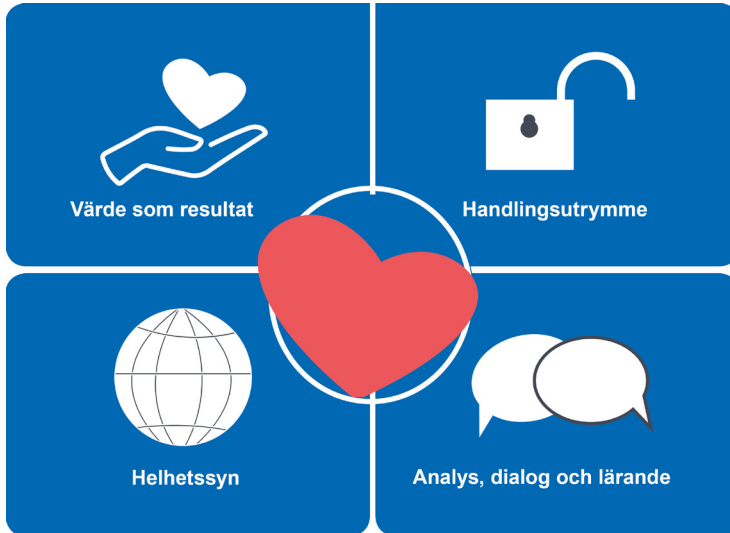 Värde som resultat
Handlingsutrymme
Helhetssyn
Analys, dialog och lärande